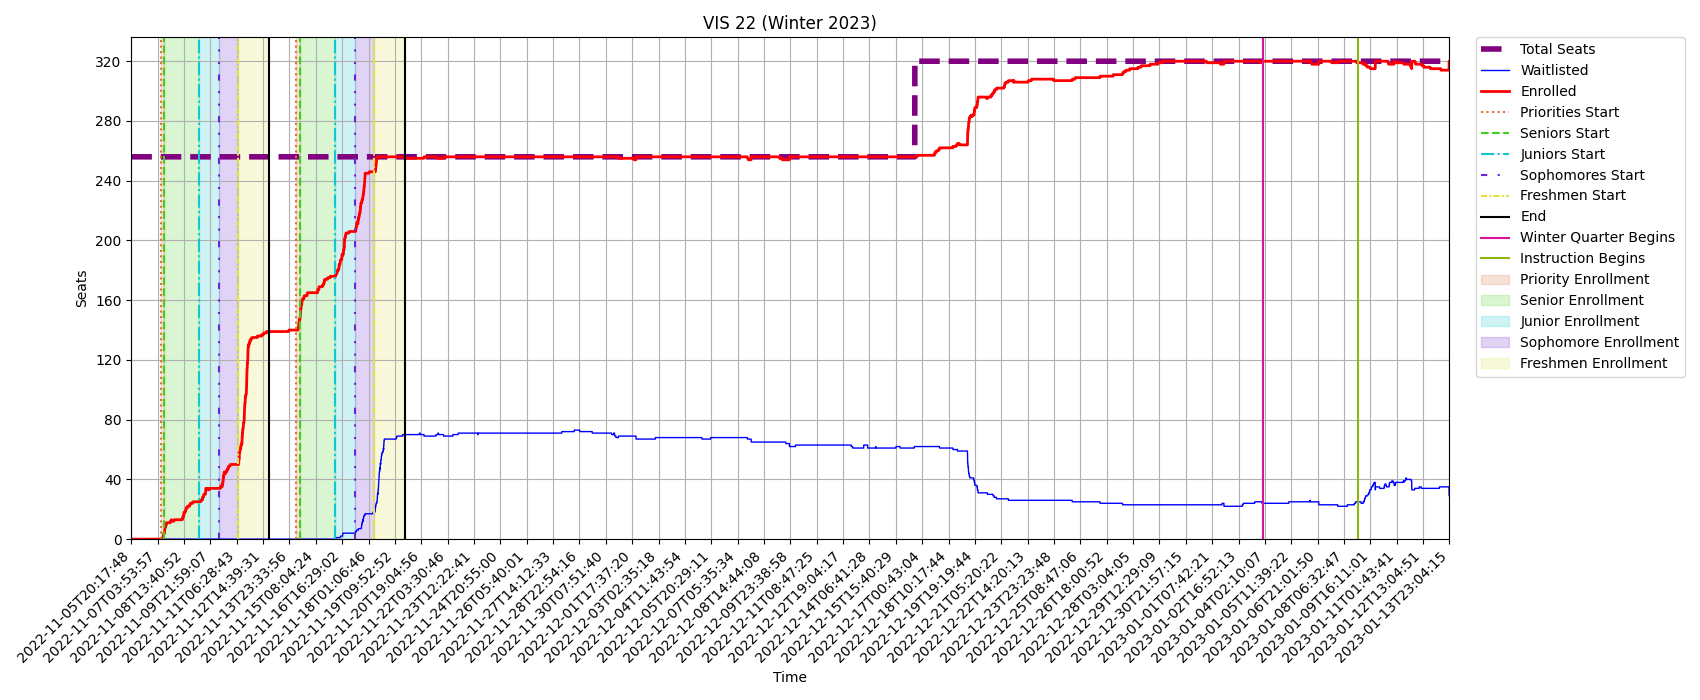 VIS 22 (Winter 2023)
Seats
320
280
240
200
160
120
80
40
0
2022-11-05T20:17:48
2022-11-07T03:53:57
2022-11-08T13:40:52
2022-11-09T21:59:07
2022-11-11T06:28:43
2022-11-12T14:39:31
2022-11-13T23:33:56
2022-11-15T08:04:24
2022-11-16T16:29:02
2022-11-18T01:06:46
2022-11-19T09:52:52
2022-11-20T19:04:56
2022-11-22T03:30:46
2022-11-23T12:22:41
2022-11-24T20:55:00
2022-11-26T05:40:01
2022-11-27T14:12:33
2022-11-28T22:54:16
2022-11-30T07:51:40
2022-12-01T17:37:20
2022-12-03T02:35:18
2022-12-04T11:43:54
2022-12-05T20:29:11
2022-12-07T05:35:34
2022-12-08T14:44:08
2022-12-09T23:38:58
2022-12-11T08:47:25
2022-12-12T19:04:17
2022-12-14T06:41:28
2022-12-15T15:40:29
2022-12-17T00:43:04
2022-12-18T10:17:44
2022-12-19T19:19:44
2022-12-21T05:20:22
2022-12-22T14:20:13
2022-12-23T23:23:48
2022-12-25T08:47:06
2022-12-26T18:00:52
2022-12-28T03:04:05
2022-12-29T12:29:09
2022-12-30T21:57:15
2023-01-01T07:42:21
2023-01-02T16:52:13
2023-01-04T02:10:07
2023-01-05T11:39:22
2023-01-06T21:01:50
2023-01-08T06:32:47
2023-01-09T16:11:01
2023-01-11T01:43:41
2023-01-12T13:04:51
2023-01-13T23:04:15
Time
Total Seats
Waitlisted
Enrolled
Priorities Start
Seniors Start
Juniors Start
Sophomores Start
Freshmen Start
End
Winter Quarter Begins
Instruction Begins
Priority Enrollment
Senior Enrollment
Junior Enrollment
Sophomore Enrollment
Freshmen Enrollment